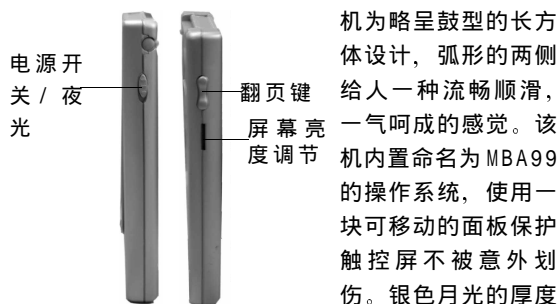 电源开
关/夜
光
翻页键
屏幕亮
度调节
机为略呈鼓型的长方
体设计，弧形的两侧
给人一种流畅顺滑，
一气呵成的感觉。该
机内置命名为MBA99
的操作系统，使用一
块可移动的面板保护
触控屏不被意外划
伤。银色月光的厚度